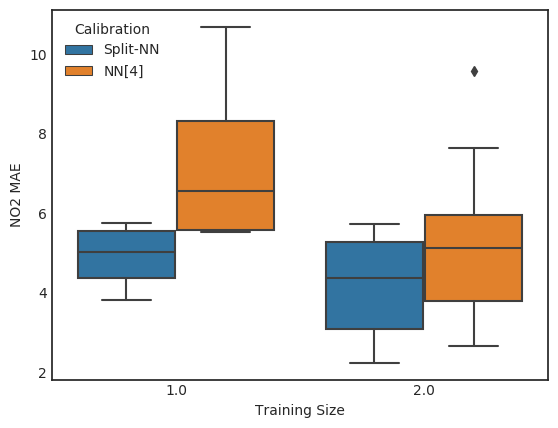 Calibration
Split-NN
NN[4]
10
8
6
4
2
NO2 MAE
1.0
2.0
Training Size